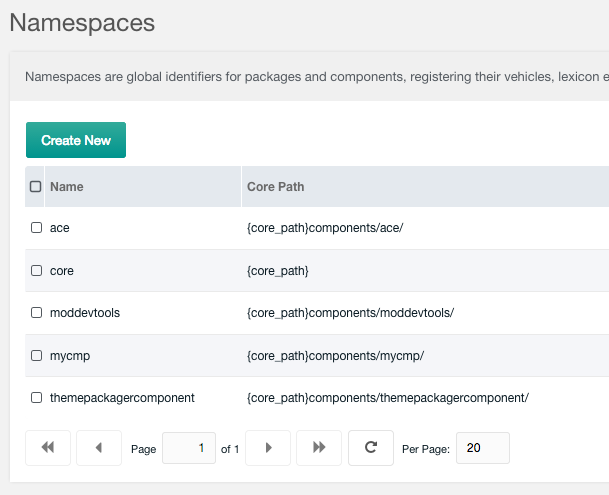 Namespaces
Namespaces are global identifiers for packages and components, registering their vehicles, lexicon e
Create New
Name Core Path
ace {core_path}components/ace/
core {core_path}
moddevtools {core_path}components/moddevtools/
mycmp {core_path}components/mycmp/
themepackagercomponent {core_path}components/themepackagercomponent/
Page 1 of 1 Per Page: 20